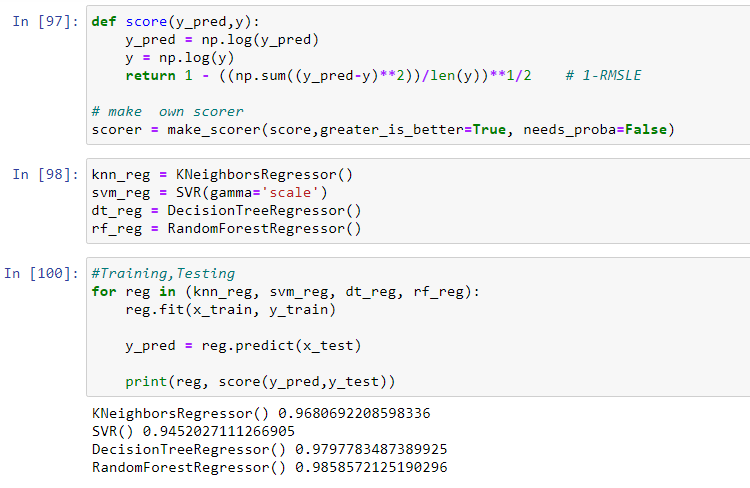 In [97]: def score(y_pred,y):
    y_pred = np.log(y_pred)
    y = np.log(y)
    return 1 - ((np.sum((y_pred-y)**2))/len(y))**1/2    # 1-RMSLE
# make  own scorer
scorer = make_scorer(score,greater_is_better=True, needs_proba=False)
In [98]: knn_reg = KNeighborsRegressor()
svm_reg = SVR(gamma='scale')
dt_reg = DecisionTreeRegressor()
rf_reg = RandomForestRegressor()
In [100]: #Training,Testing
for reg in (knn_reg, svm_reg, dt_reg, rf_reg):
    reg.fit(x_train, y_train)
    y_pred = reg.predict(x_test)
    print(reg, score(y_pred,y_test))
KNeighborsRegressor() 0.9680692208598336
SVR() 0.9452027111266905
DecisionTreeRegressor() 0.9797783487389925
RandomForestRegressor() 0.9858572125190296